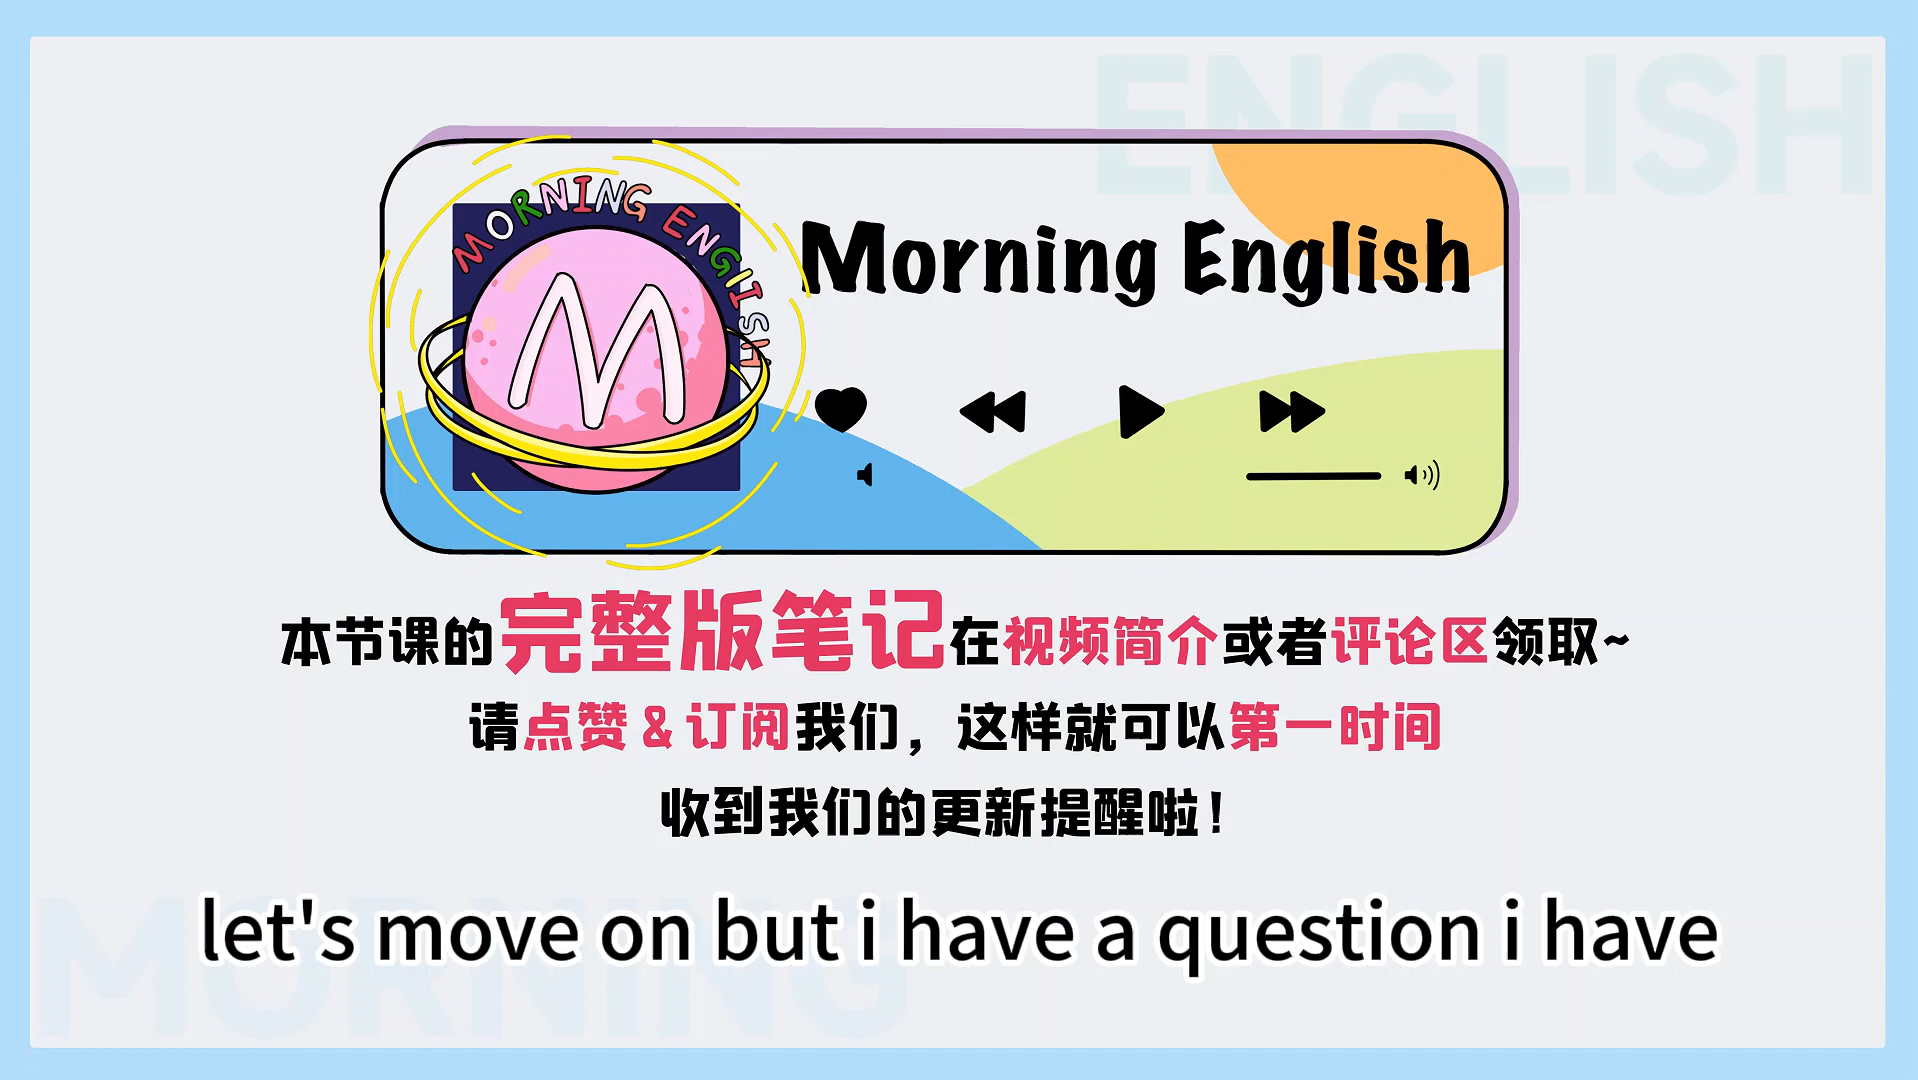 ENGLISH
MORNING ENGLISH
M
Morning English
本节课的完整版笔记在视频简介或者评论区领取~
请点赞&订阅我们，这样就可以第一时间
收到我们的更新提醒啦！
let's move on but i have a question i have
MORNING